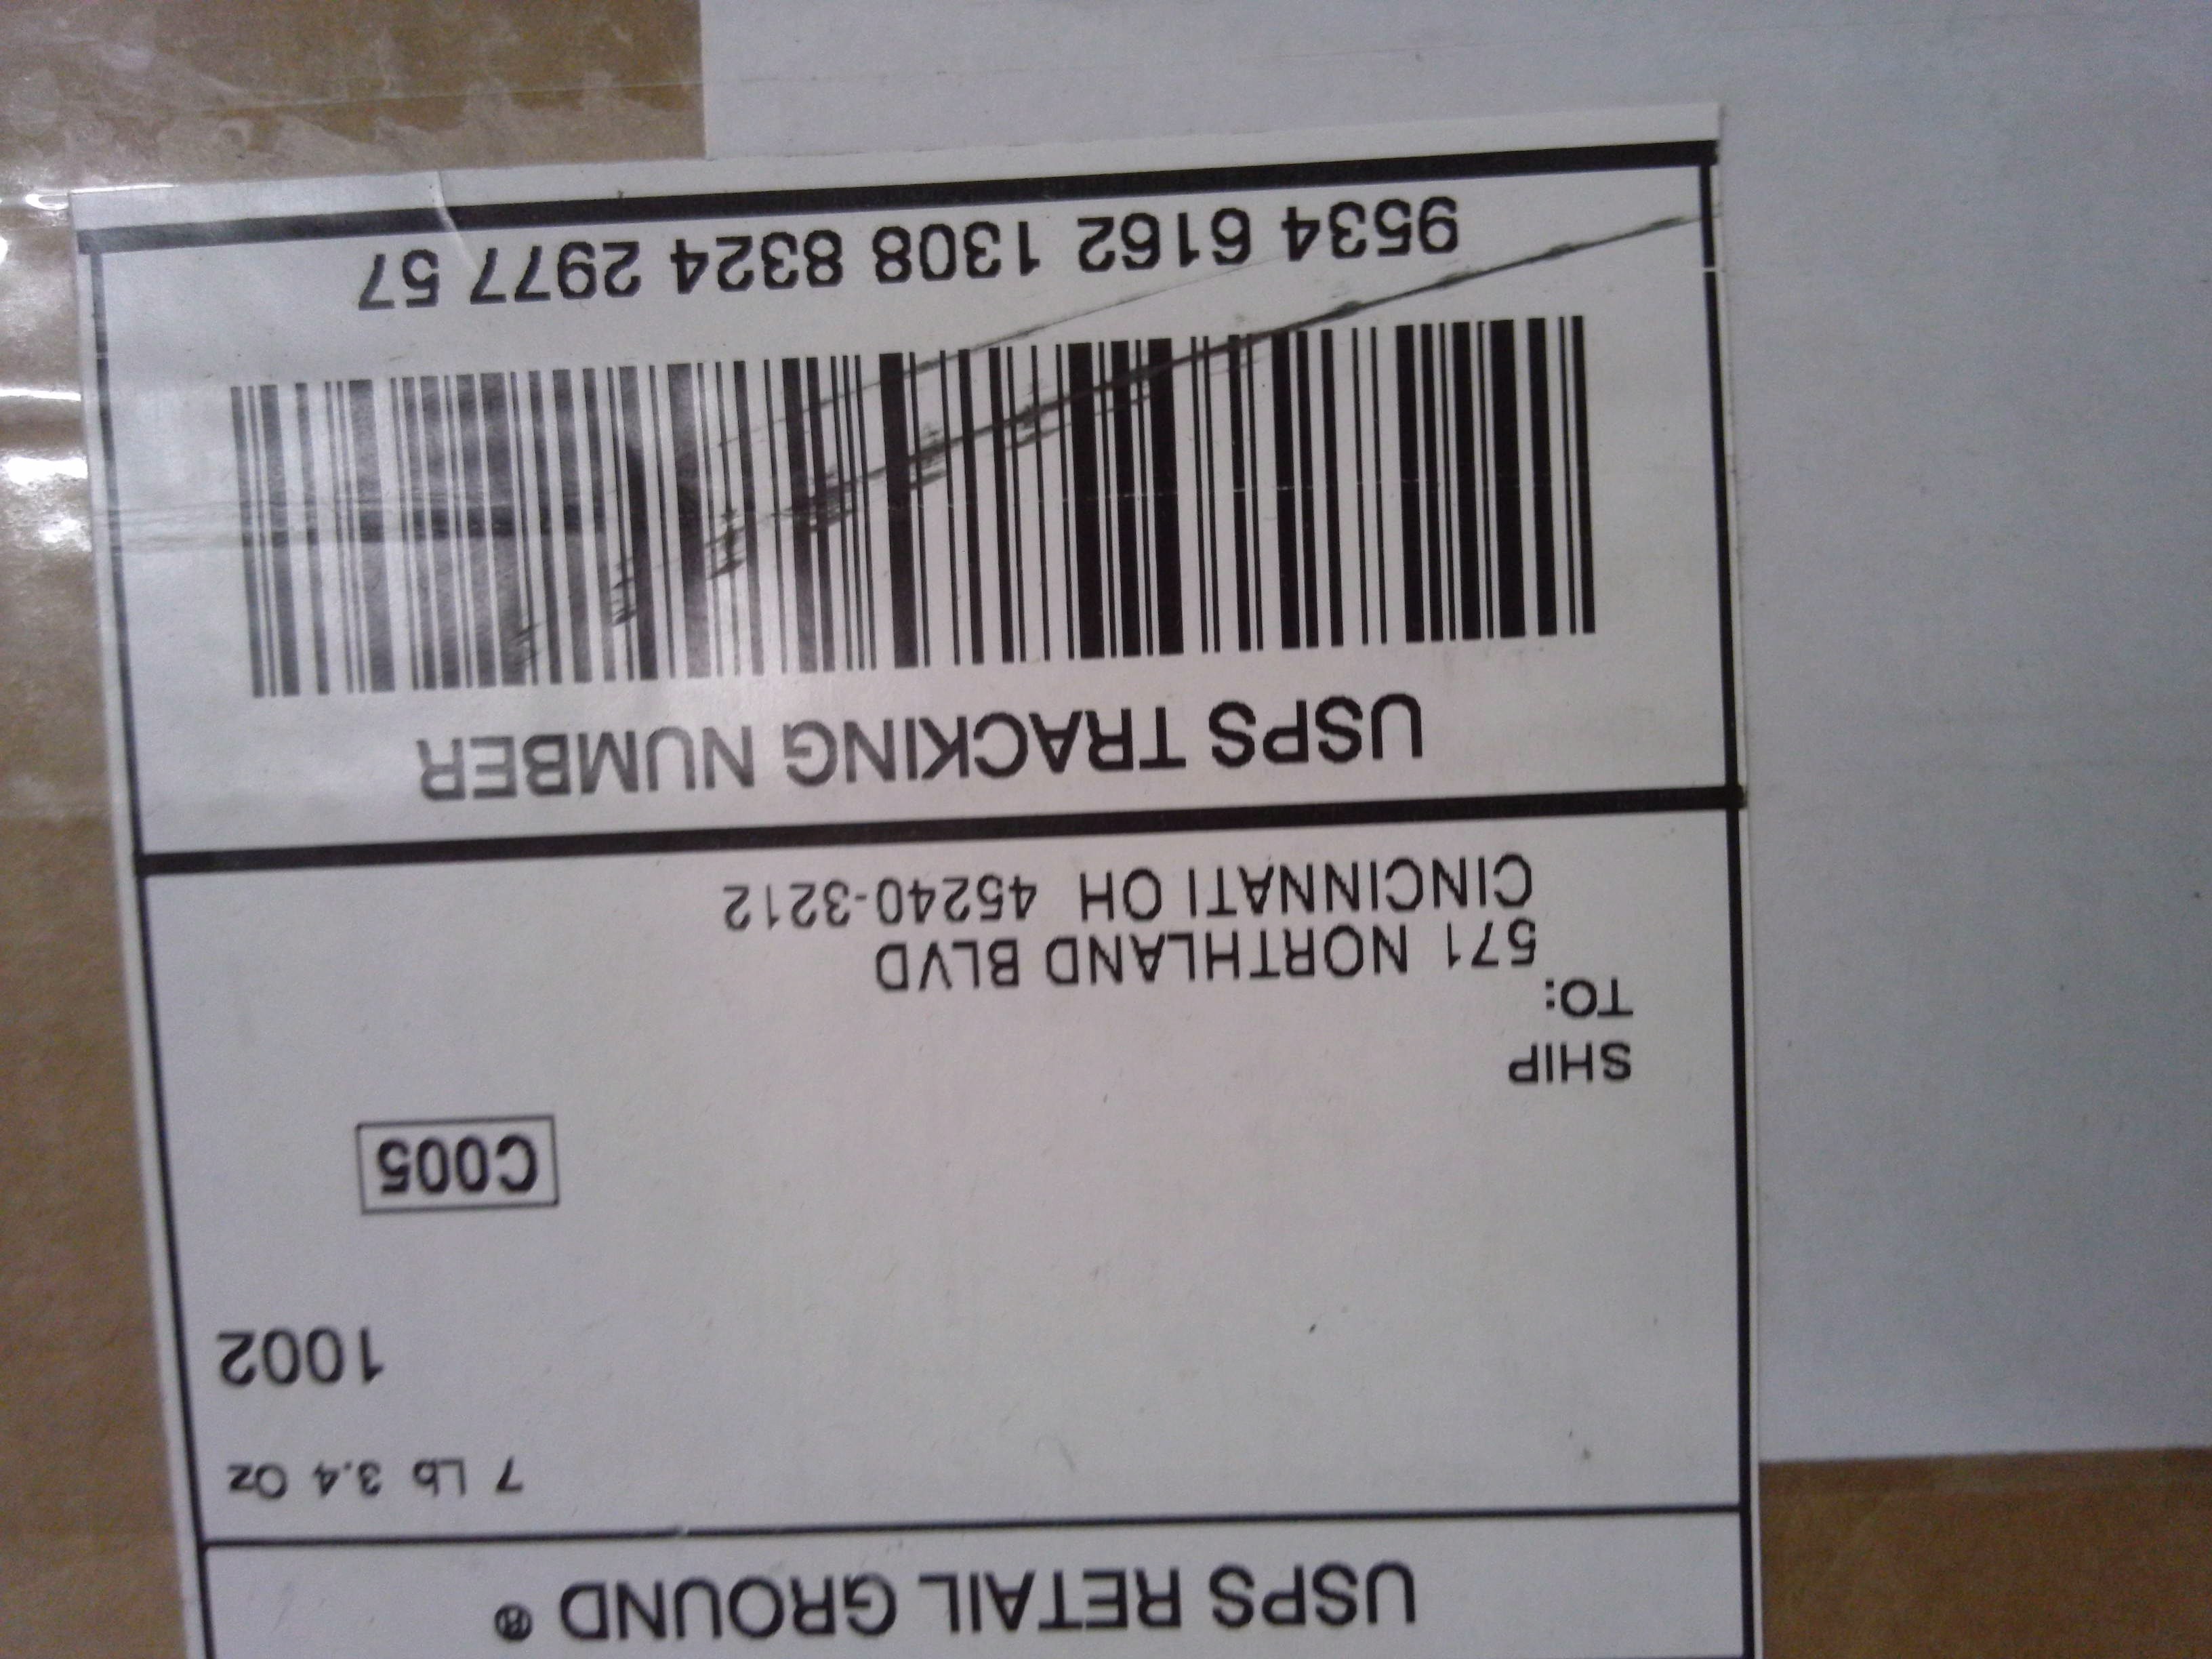 USPS RETAIL GROUND ®
7 Lb 3.4 Oz
1002
C005
SHIP
TO:
571 NORTHLAND BLVD
CINCINNATI OH 45240-3212
USPS TRACKING NUMBER
9534 6162 1308 8324 2977 57